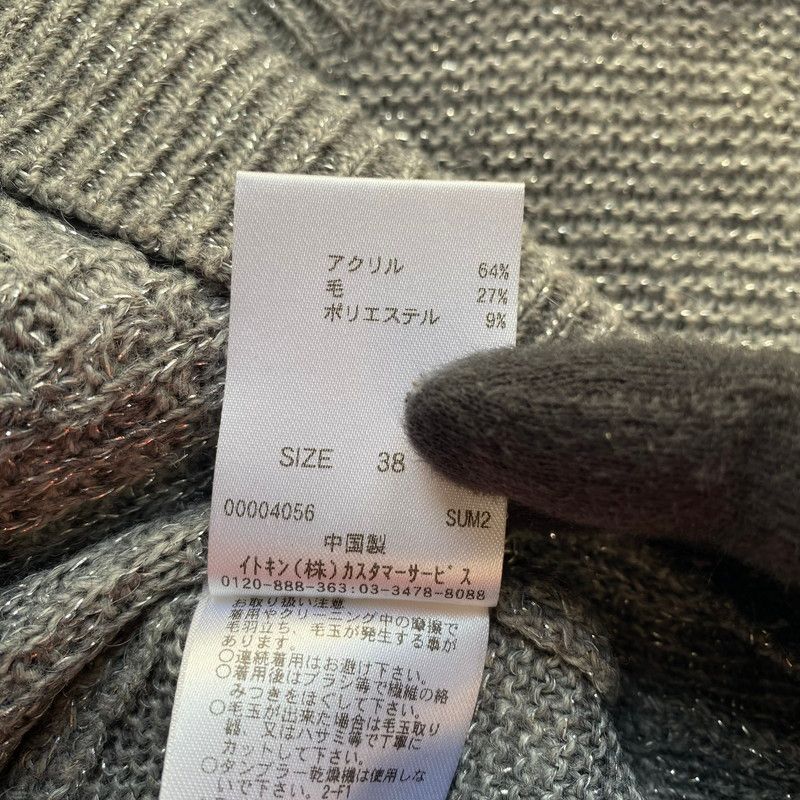 アクリル 64%
毛 27%
ポリエステル 9%
SIZE 38
00004056 SUM2
中国製
イトキン(株)カスタマーサービス
0120-888-363:03-3478-8088
お取り扱い注意
着用やクリーニング中の摩擦で
毛羽立ち、毛玉が発生する事が
あります。
○連続着用はお避け下さい。
○着用後はブラシ等で繊維の絡
みつきをほぐして下さい。
○毛玉が出来た場合は毛玉取り
器、又はハサミ等で丁寧に
カットして下さい。
○タンブラー乾燥機は使用しな
いで下さい。2-F1